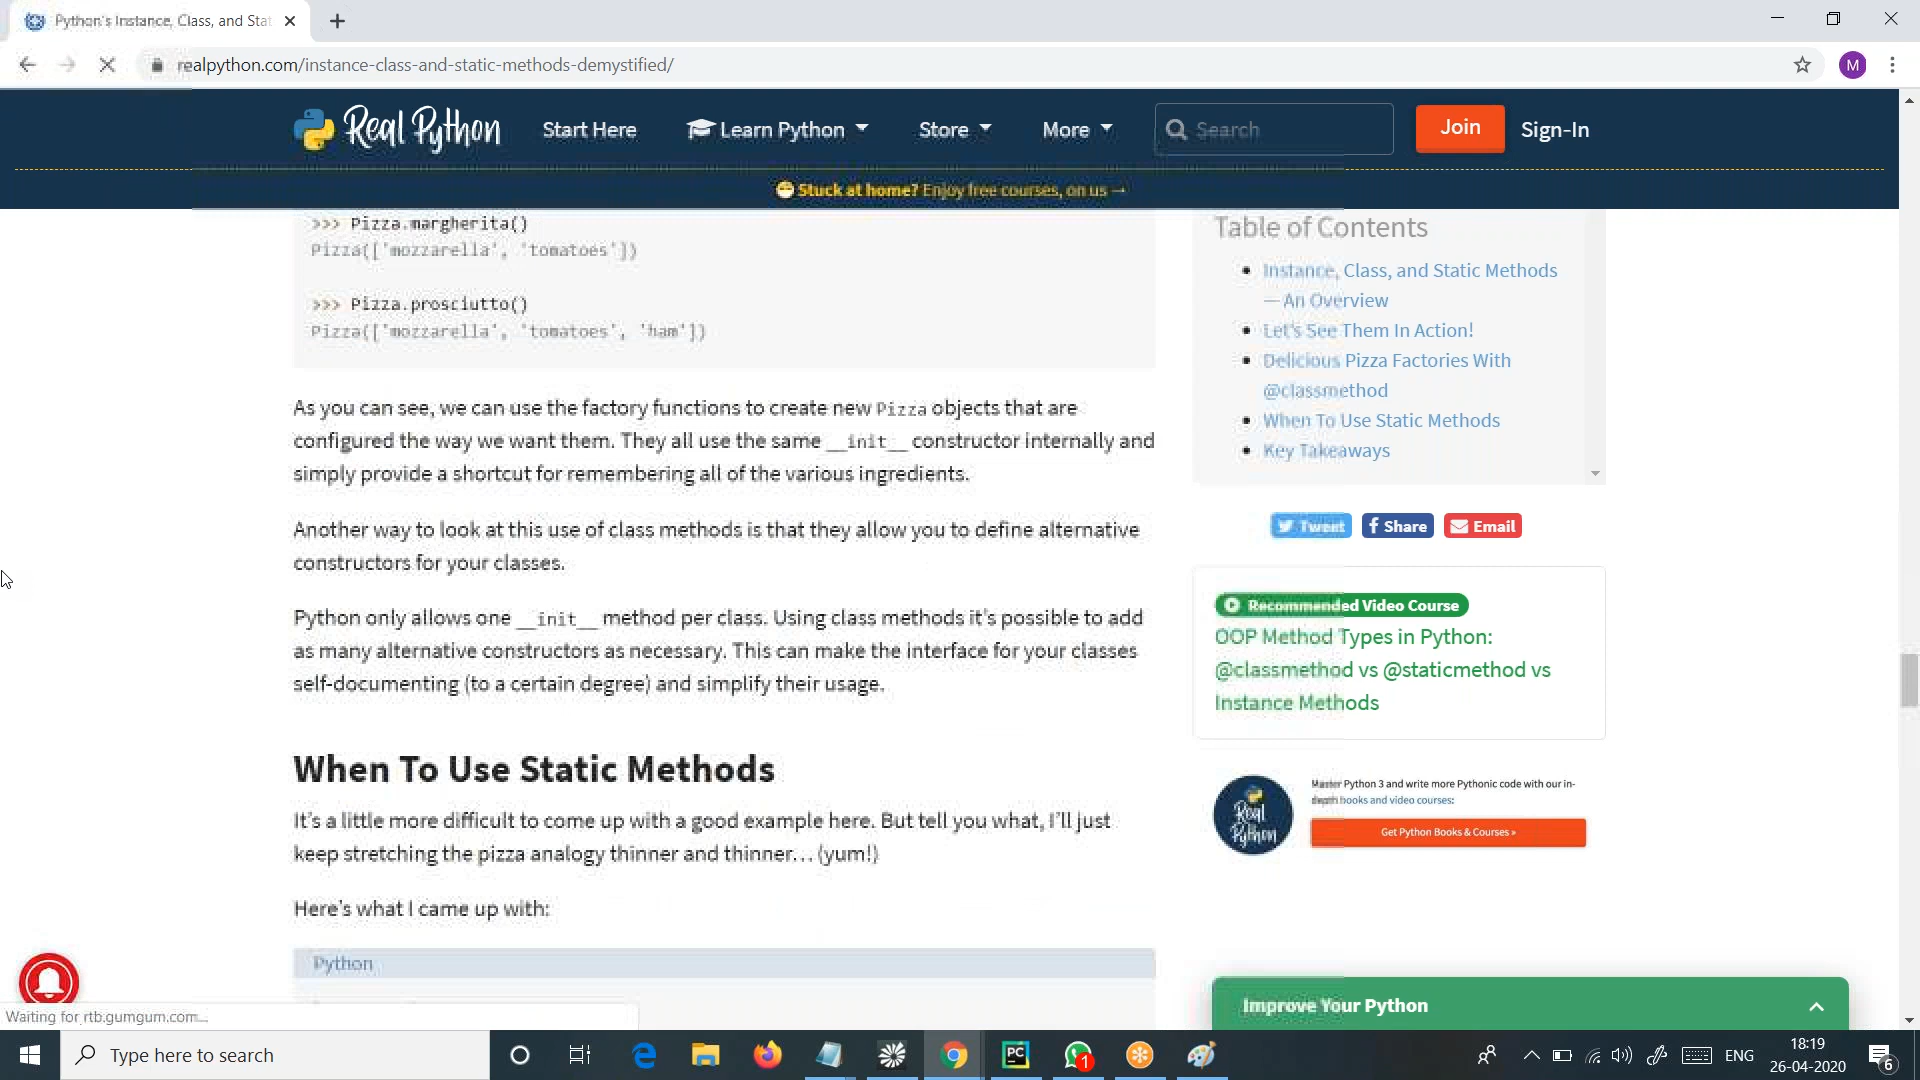 Python's Instance, Class, and Stat
realpython.com/instance-class-and-static-methods-demystified/
M
Real Python
Start Here
Learn Python
Store
More
Search
Join
Sign-In
Stuck at home? Enjoy free courses, on us →
>>> Pizza.margherita()
Pizza(['mozzarella', 'tomatoes'])
>>> Pizza.prosciutto()
Pizza(['mozzarella', 'tomatoes', 'ham'])
As you can see, we can use the factory functions to create new Pizza objects that are
configured the way we want them. They all use the same __init__ constructor internally and
simply provide a shortcut for remembering all of the various ingredients.
Another way to look at this use of class methods is that they allow you to define alternative
constructors for your classes.
Python only allows one __init__ method per class. Using class methods it's possible to add
as many alternative constructors as necessary. This can make the interface for your classes
self-documenting (to a certain degree) and simplify their usage.
When To Use Static Methods
It's a little more difficult to come up with a good example here. But tell you what, I'll just
keep stretching the pizza analogy thinner and thinner… (yum!)
Here's what I came up with:
Python
Table of Contents
Instance, Class, and Static Methods
— An Overview
Let's See Them In Action!
Delicious Pizza Factories With
@classmethod
When To Use Static Methods
Key Takeaways
Tweet
Share
Email
Recommended Video Course
OOP Method Types in Python:
@classmethod vs @staticmethod vs
Instance Methods
Real
Python
Master Python 3 and write more Pythonic code with our in-
depth books and video courses:
Get Python Books & Courses »
Improve Your Python
Waiting for rtb.gumgum.com...
Type here to search
PC
1
ENG
18:19
26-04-2020
6